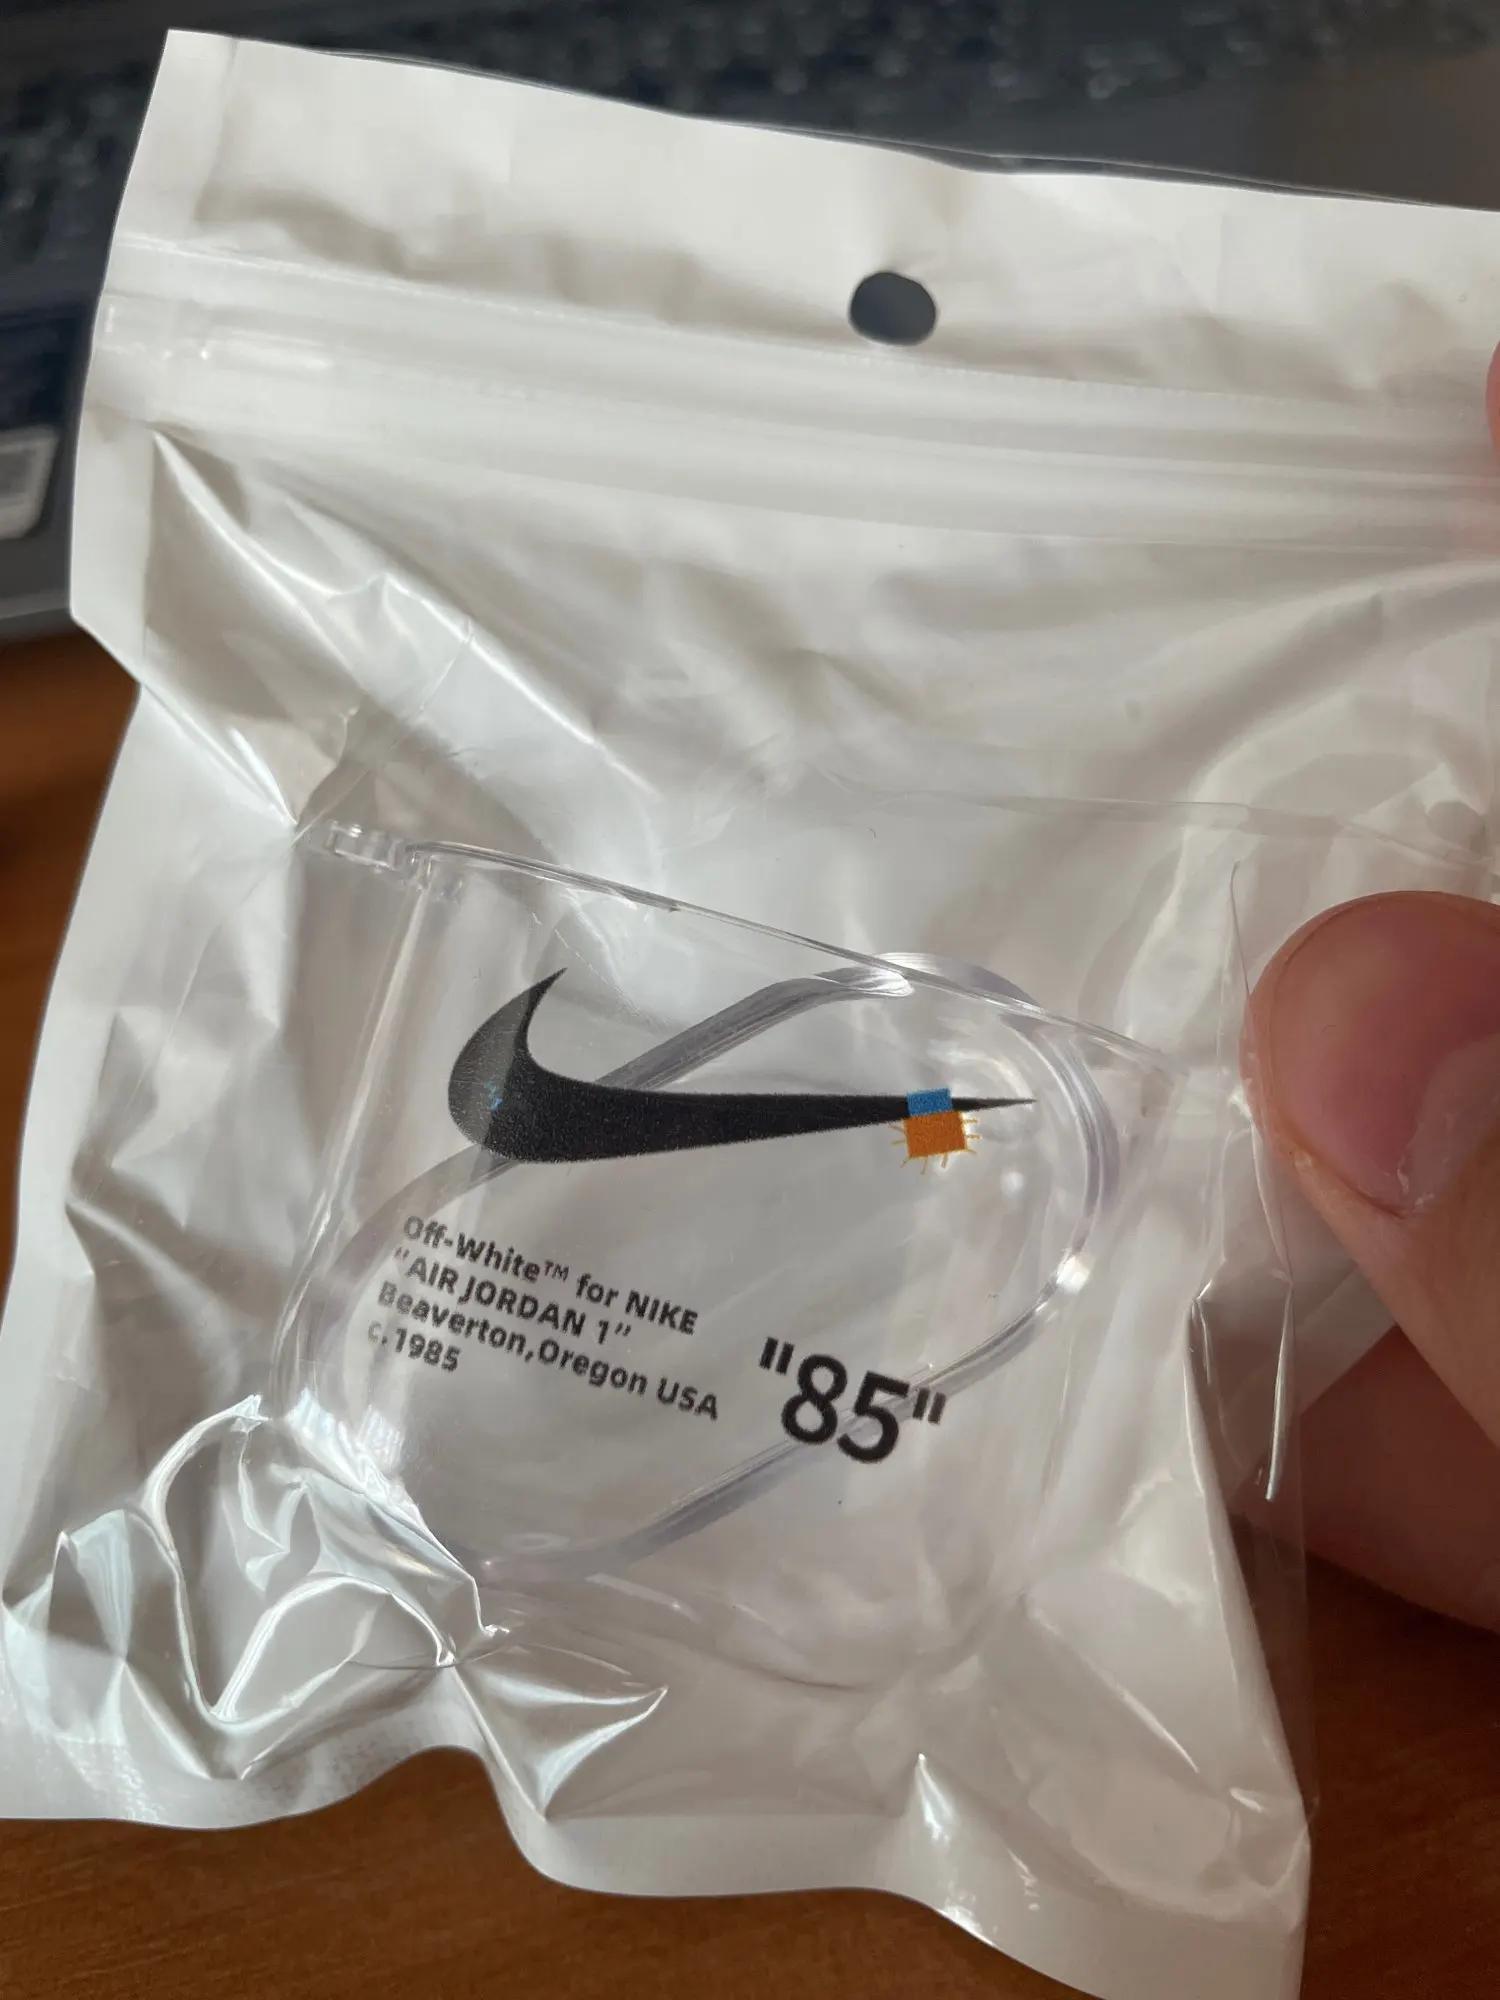 Off-White™ for NIKE
"AIR JORDAN 1"
Beaverton,Oregon USA
c.1985
"85"